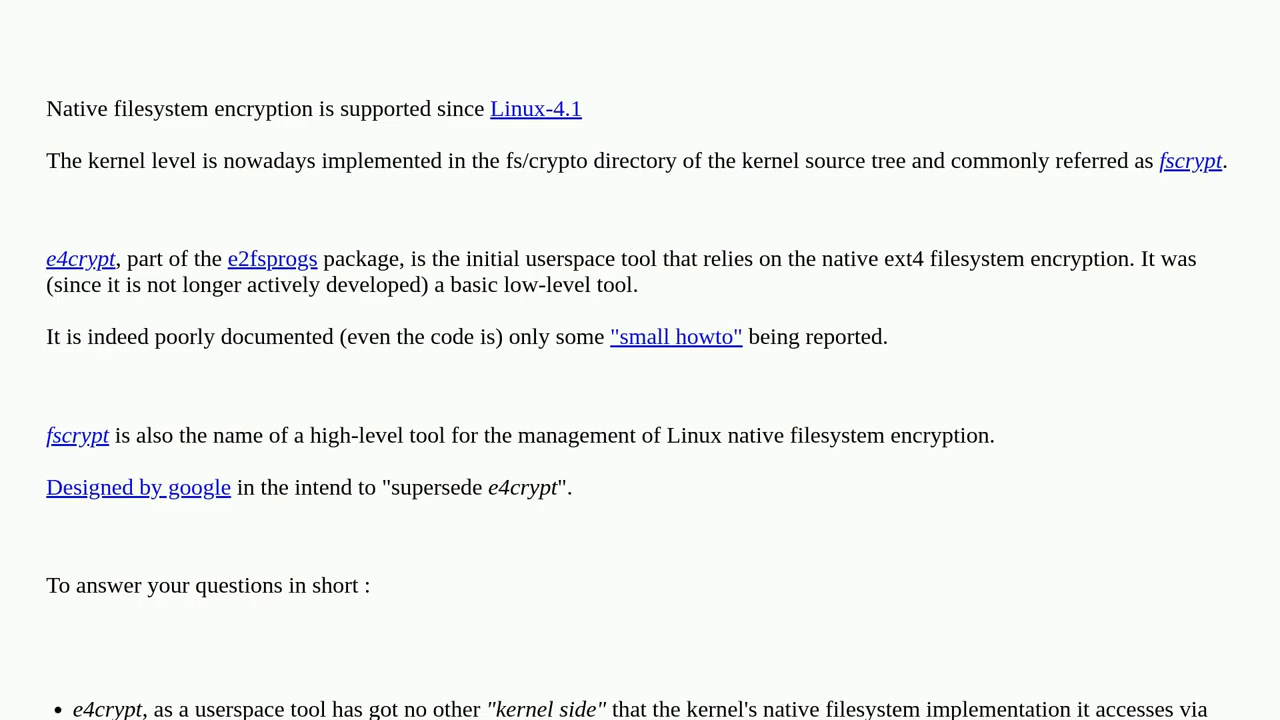 Native filesystem encryption is supported since Linux-4.1
The kernel level is nowadays implemented in the fs/crypto directory of the kernel source tree and commonly referred as fscrypt.
e4crypt, part of the e2fsprogs package, is the initial userspace tool that relies on the native ext4 filesystem encryption. It was
(since it is not longer actively developed) a basic low-level tool.
It is indeed poorly documented (even the code is) only some "small howto" being reported.
fscrypt is also the name of a high-level tool for the management of Linux native filesystem encryption.
Designed by google in the intend to "supersede e4crypt".
To answer your questions in short :
• e4crypt, as a userspace tool has got no other "kernel side" that the kernel's native filesystem implementation it accesses via